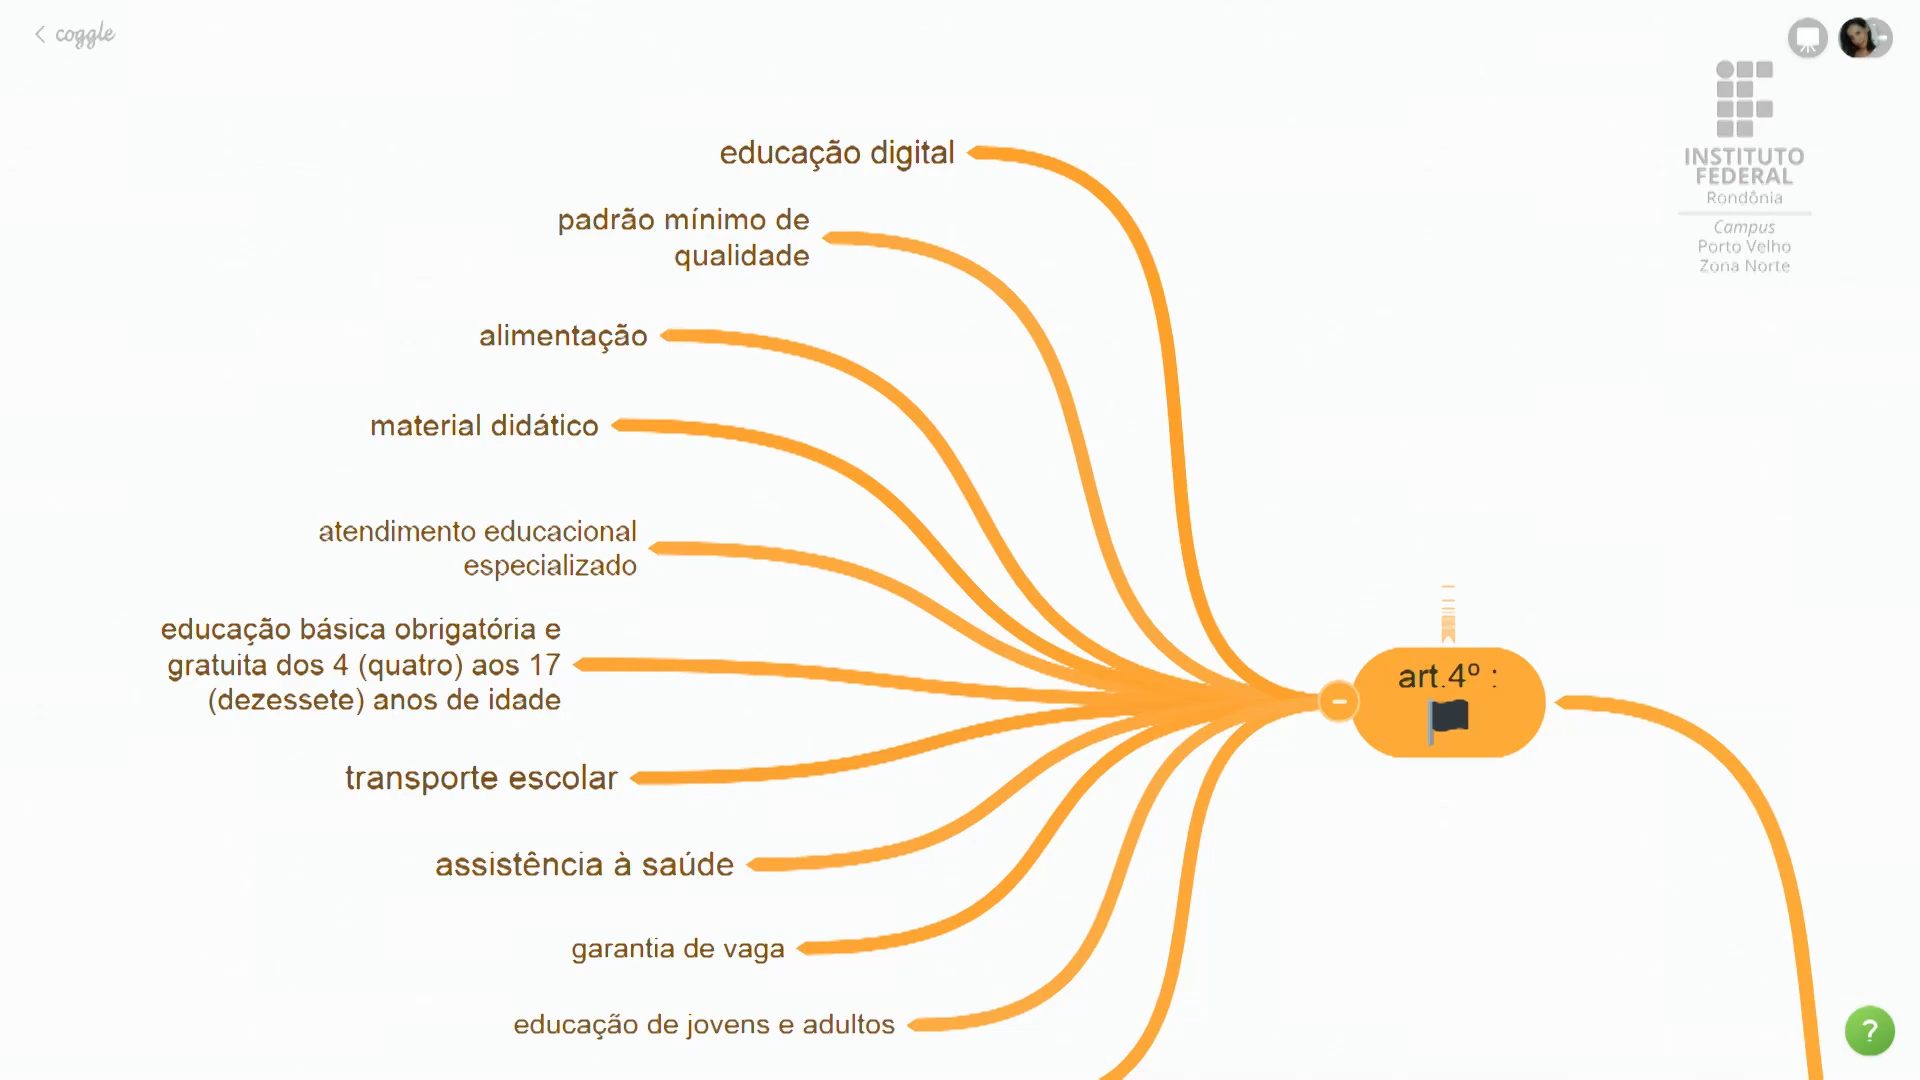 coggle
INSTITUTO
FEDERAL
Rondônia
Campus
Porto Velho
Zona Norte
educação digital
padrão mínimo de
qualidade
alimentação
material didático
atendimento educacional
especializado
educação básica obrigatória e
gratuita dos 4 (quatro) aos 17
(dezessete) anos de idade
transporte escolar
assistência à saúde
garantia de vaga
educação de jovens e adultos
art.4º :
?